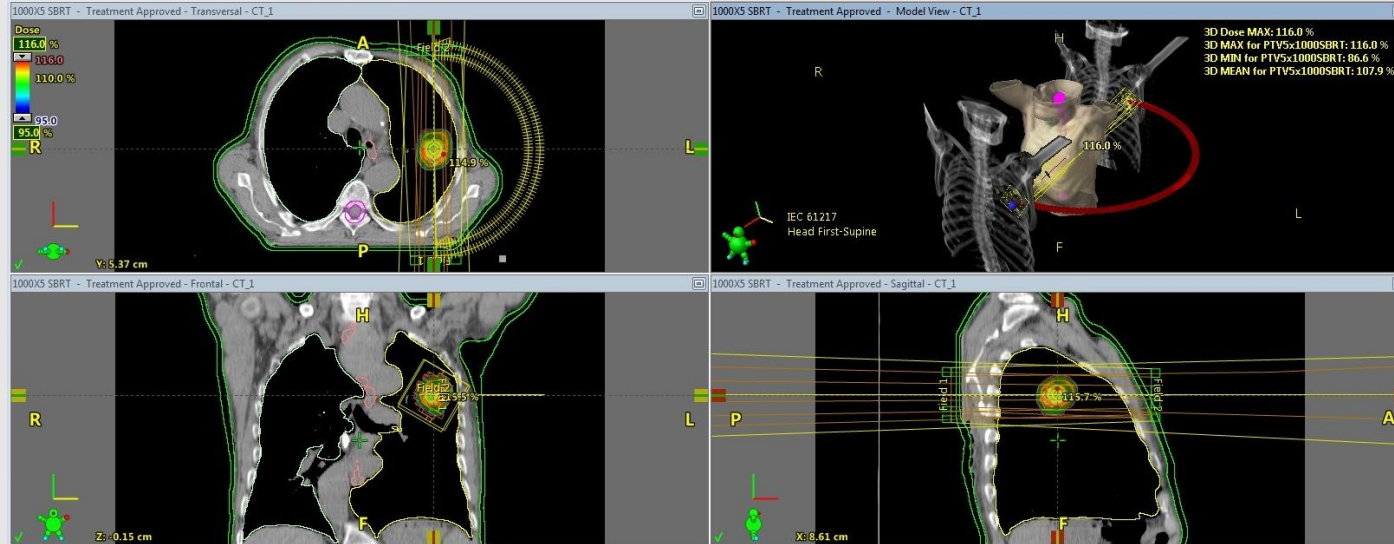 1000X5 SBRT - Treatment Approved - Transversal - CT_1
Dose
116.0 %
116.0
110.0 %
95.0
95.0 %
A
R
L
P
114.9 %
Y: 5.37 cm
1000X5 SBRT - Treatment Approved - Model View - CT_1
3D Dose MAX: 116.0 %
3D MAX for PTV5x1000SBRT: 116.0 %
3D MIN for PTV5x1000SBRT: 86.6 %
3D MEAN for PTV5x1000SBRT: 107.9 %
H
R
116.0 %
IEC 61217
Head First-Supine
L
F
1000X5 SBRT - Treatment Approved - Frontal - CT_1
H
Field 2
115.5 %
R
L
F
Z: -0.15 cm
1000X5 SBRT - Treatment Approved - Sagittal - CT_1
H
Field 1
Field 2
115.7 %
P
A
F
X: 8.61 cm